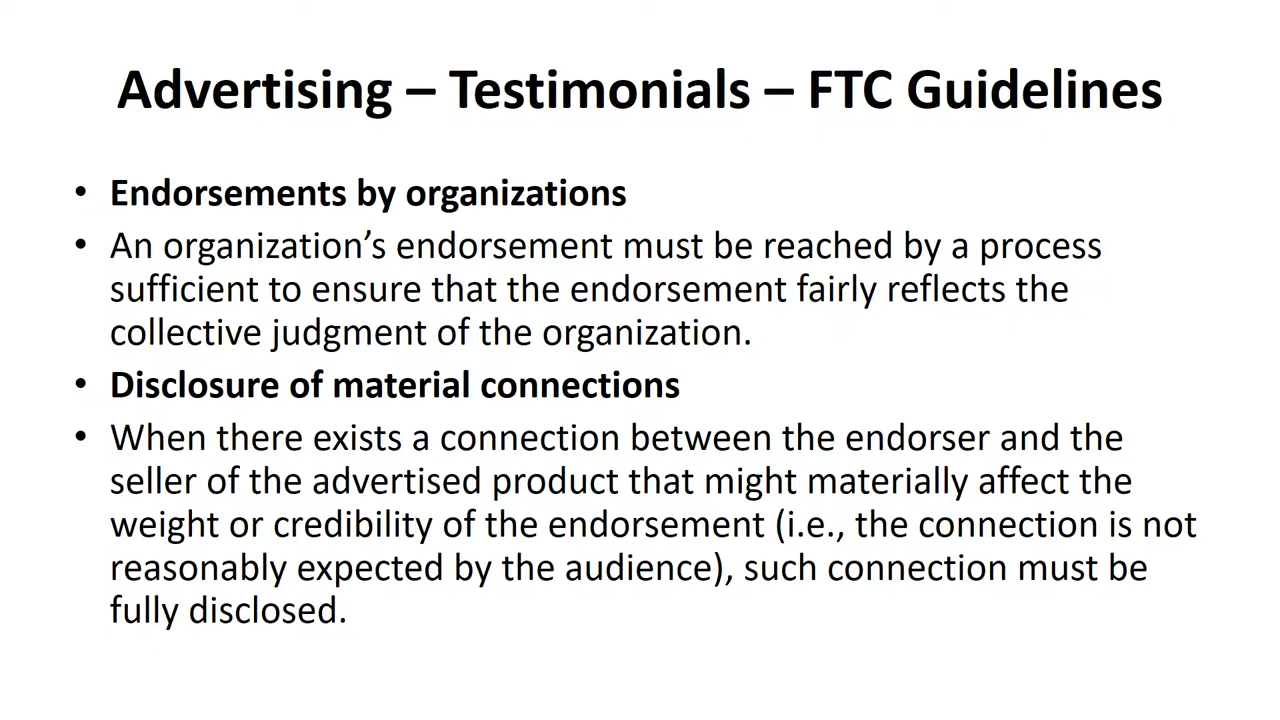 Advertising – Testimonials – FTC Guidelines
• Endorsements by organizations
• An organization’s endorsement must be reached by a process
sufficient to ensure that the endorsement fairly reflects the
collective judgment of the organization.
• Disclosure of material connections
• When there exists a connection between the endorser and the
seller of the advertised product that might materially affect the
weight or credibility of the endorsement (i.e., the connection is not
reasonably expected by the audience), such connection must be
fully disclosed.